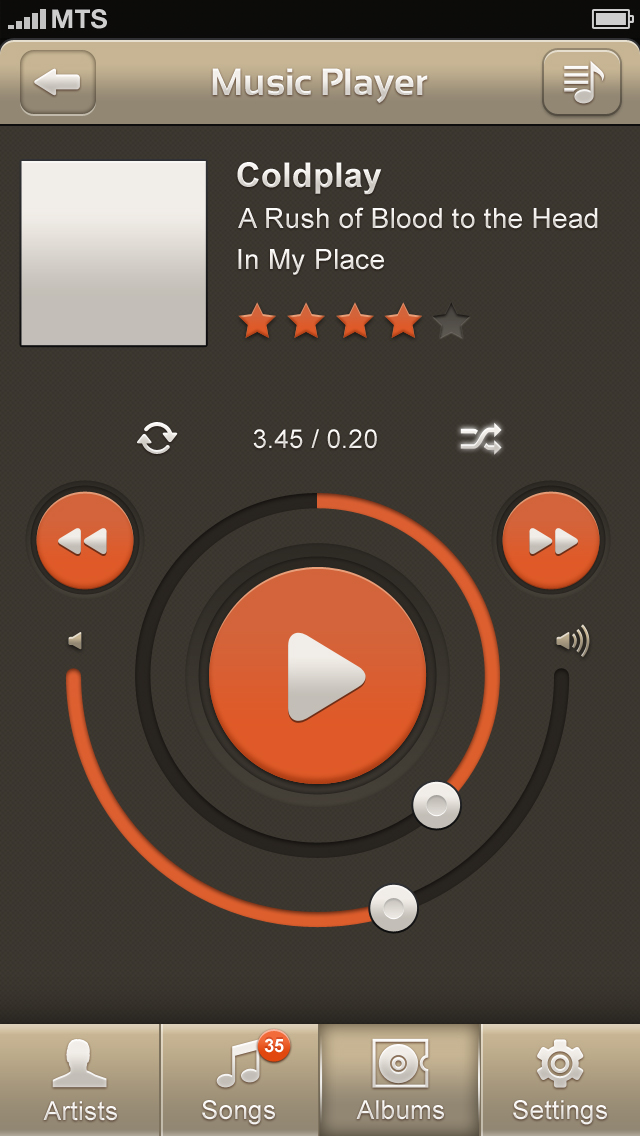 MTS
Music Player
Coldplay
A Rush of Blood to the Head
In My Place
3.45 / 0.20
35
Artists
Songs
Albums
Settings